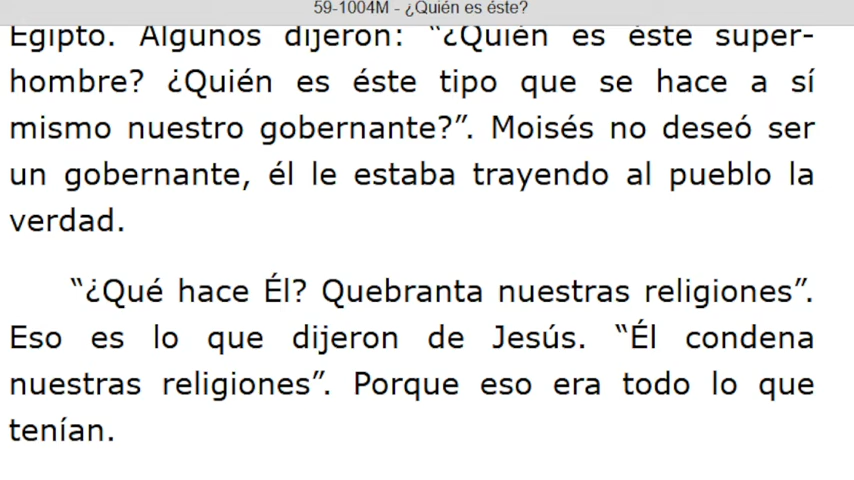 59-1004M - ¿Quién es éste?
Egipto. Algunos dijeron: “¿Quién es éste super-
hombre? ¿Quién es éste tipo que se hace a sí
mismo nuestro gobernante?”. Moisés no deseó ser
un gobernante, él le estaba trayendo al pueblo la
verdad.
“¿Qué hace Él? Quebranta nuestras religiones”.
Eso es lo que dijeron de Jesús. “Él condena
nuestras religiones”. Porque eso era todo lo que
tenían.